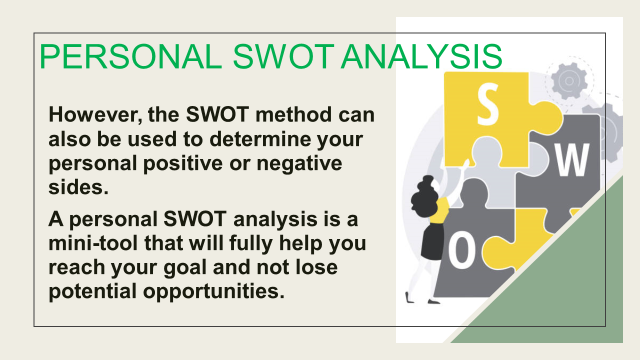 PERSONAL SWOT ANALYSIS
However, the SWOT method can
also be used to determine your
personal positive or negative
sides.
A personal SWOT analysis is a
mini-tool that will fully help you
reach your goal and not lose
potential opportunities.
S
W
O